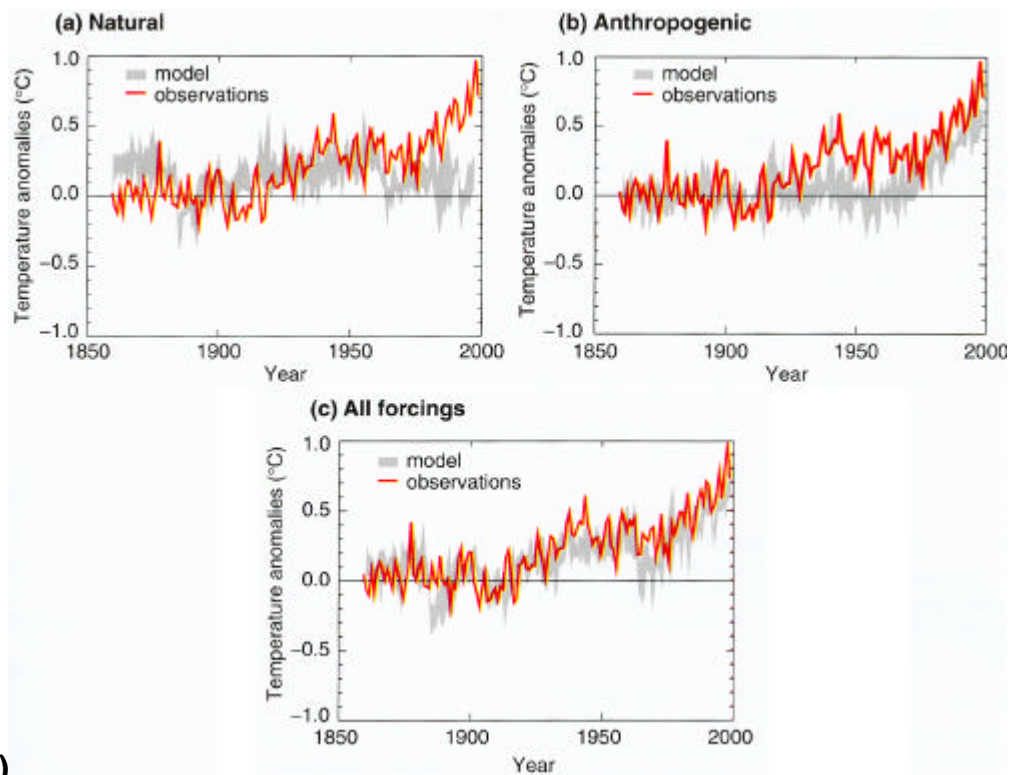 (a) Natural
Temperature anomalies (°C)
1.0
0.5
0.0
−0.5
−1.0
model
observations
1850
1900
1950
2000
Year
(b) Anthropogenic
Temperature anomalies (°C)
1.0
0.5
0.0
−0.5
−1.0
model
observations
1850
1900
1950
2000
Year
(c) All forcings
Temperature anomalies (°C)
1.0
0.5
0.0
−0.5
−1.0
model
observations
1850
1900
1950
2000
Year
)